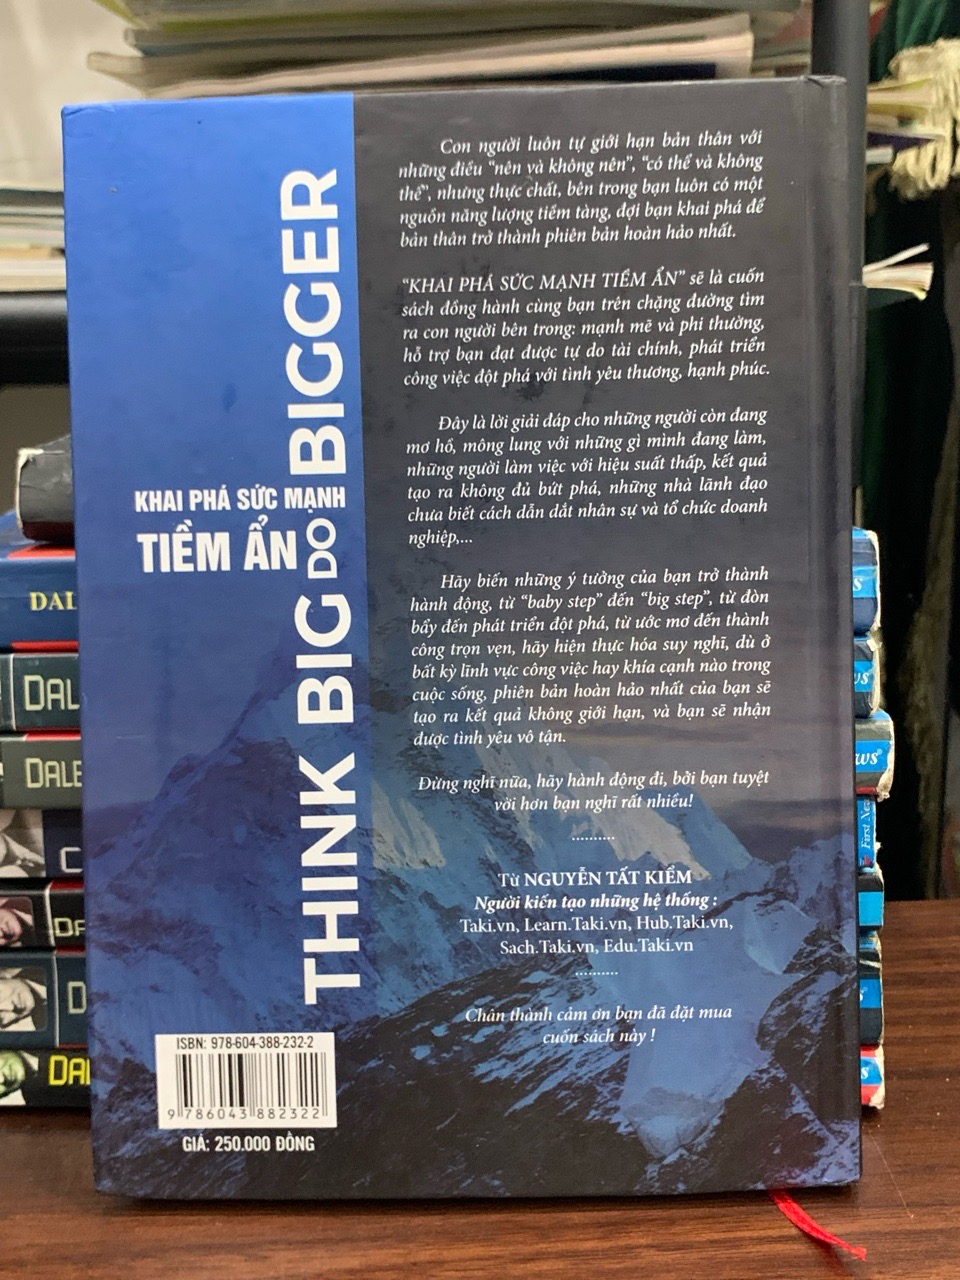 Con người luôn tự giới hạn bản thân với
những điều "nên và không nên", "có thể và không
thể", nhưng thực chất, bên trong bạn luôn có một
nguồn năng lượng tiềm tàng, đợi bạn khai phá để
bản thân trở thành phiên bản hoàn hảo nhất.
"KHAI PHÁ SỨC MẠNH TIỀM ẨN" sẽ là cuốn
sách đồng hành cùng bạn trên chặng đường tìm
ra con người bên trong: mạnh mẽ và phi thường,
hỗ trợ bạn đạt được tự do tài chính, phát triển
công việc đột phá với tình yêu thương, hạnh phúc.
Đây là lời giải đáp cho những người còn đang
mơ hồ, mông lung với những gì mình đang làm,
những người làm việc với hiệu suất thấp, kết quả
tạo ra không đủ bứt phá, những nhà lãnh đạo
chưa biết cách dẫn dắt nhân sự và tổ chức doanh
nghiệp,...
Hãy biến những ý tưởng của bạn trở thành
hành động, từ "baby step" đến "big step", từ đòn
bẩy đến phát triển đột phá, từ ước mơ đến thành
công trọn vẹn, hãy hiện thực hóa suy nghĩ, dù ở
bất kỳ lĩnh vực công việc hay khía cạnh nào trong
cuộc sống, phiên bản hoàn hảo nhất của bạn sẽ
tạo ra kết quả không giới hạn, và bạn sẽ nhận
được tình yêu vô tận.
Đừng nghĩ nữa, hãy hành động đi, bởi bạn tuyệt
vời hơn bạn nghĩ rất nhiều!
...........
Từ NGUYỄN TẤT KIỂM
Người kiến tạo những hệ thống :
Taki.vn, Learn.Taki.vn, Hub.Taki.vn,
Sach.Taki.vn, Edu.Taki.vn
...........
Chân thành cảm ơn bạn đã đặt mua
cuốn sách này !
THINK BIG DO BIGGER
KHAI PHÁ SỨC MẠNH
TIỀM ẨN
ISBN: 978-604-388-232-2
9 786043 882322
GIÁ: 250.000 ĐỒNG
DAL
DAL
DALE
C
DA
D
DAL
s
ws
ws®
First New
s